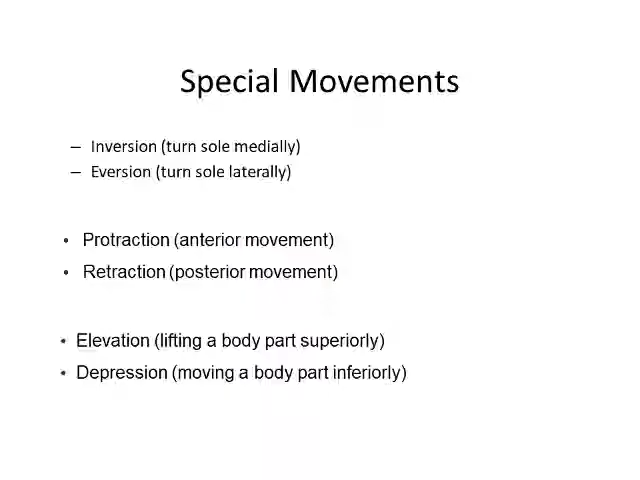 Special Movements
– Inversion (turn sole medially)
– Eversion (turn sole laterally)
• Protraction (anterior movement)
• Retraction (posterior movement)
• Elevation (lifting a body part superiorly)
• Depression (moving a body part inferiorly)